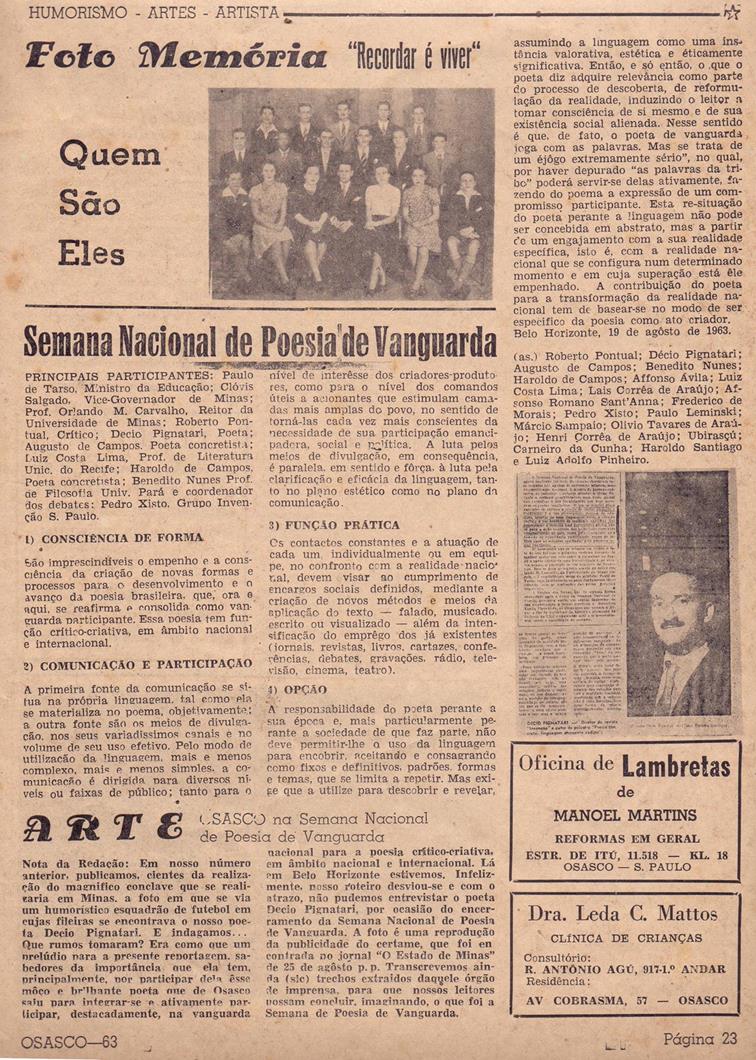 HUMORISMO - ARTES - ARTISTA
Foto Memória "Recordar é viver"
Quem
São
Eles
Semana Nacional de Poesia de Vanguarda
PRINCIPAIS PARTICIPANTES: Paulo
de Tarso, Ministro da Educação; Clóvis
Salgado, Vice-Governador de Minas;
Prof. Orlando M. Carvalho, Reitor da
Universidade de Minas; Roberto Pon-
tual, Crítico; Decio Pignatari, Poeta;
Augusto de Campos, Poeta concretista;
Luiz Costa Lima, Prof. de Literatura
Unic. do Recife; Haroldo de Campos,
Poeta concretista; Benedito Nunes Prof.
de Filosofia Univ. Pará e coordenador
dos debates: Pedro Xisto, Grupo Inven-
ção S. Paulo.
1) CONSCIÊNCIA DE FORMA
São imprescindíveis o empenho e a cons-
ciência da criação de novas formas e
processos para o desenvolvimento e o
avanço da poesia brasileira, que, ora e
aqui, se reafirma e consolida como van-
guarda participante. Essa poesia tem fun-
ção crítico-criativa, em âmbito nacional
e internacional.
2) COMUNICAÇÃO E PARTICIPAÇÃO
A primeira fonte da comunicação se si-
tua na própria linguagem, tal como ela
se materializa no poema, objetivamente;
a outra fonte são os meios de divulga-
ção, nos seus variadíssimos canais e no
volume de seu uso efetivo. Pelo modo de
utilização da linguagem, mais e menos
complexo, mais e menos simples, a co-
municação é dirigida para diversos ní-
veis ou faixas de público; tanto para o
nível de interêsse dos criadores-produto-
res, como para o nível dos comandos
úteis a acionantes que estimulam cama-
das mais amplas do povo, no sentido de
torná-las cada vez mais conscientes da
necessidade de sua participação emanci-
padora, social e política. A luta pelos
meios de divulgação, em consequência,
é paralela, em sentido e fôrça, à luta pela
clarificação e eficácia da linguagem, tan-
to no plano estético como no plano da
comunicação.
3) FUNÇÃO PRÁTICA
Os contactos constantes e a atuação de
cada um, individualmente ou em equi-
pe, no confronto com a realidade nacio-
nal, devem visar ao cumprimento de
encargos sociais definidos, mediante a
criação de novos métodos e meios da
aplicação do texto — falado, musicado,
escrito ou visualizado — além da inten-
sificação do emprêgo dos já existentes
(jornais, revistas, livros, cartazes, confe-
rências, debates, gravações, rádio, tele-
visão, cinema, teatro).
4) OPÇÃO
A responsabilidade do poeta perante a
sua época e, mais particularmente pe-
rante a sociedade de que faz parte, não
deve permitir-lhe o uso da linguagem
para encobrir, aceitando e consagrando
como fixos e definitivos, padrões, formas
e temas, que se limita a repetir. Mas exi-
ge que a utilize para descobrir e revelar,
assumindo a linguagem como uma ins-
tância valorativa, estética e éticamente
significativa. Então, e só então, o que o
poeta diz adquire relevância como parte
do processo de descoberta, de reformu-
lação da realidade, induzindo o leitor a
tomar consciência de si mesmo e de sua
existência social alienada. Nesse sentido
é que, de fato, o poeta de vanguarda
joga com as palavras. Mas se trata de
um êjôgo extremamente sério", no qual,
por haver depurado "as palavras da tri-
bo" poderá servir-se delas ativamente, fa-
zendo do poema a expressão de um com-
promisso participante. Esta re-situação
do poeta perante a linguagem não pode
ser concebida em abstrato, mas a partir
de um engajamento com a sua realidade
específica, isto é, com a realidade na-
cional que se configura num determinado
momento e em cuja superação está êle
empenhado. A contribuição do poeta
para a transformação da realidade na-
cional tem de basear-se no modo de ser
específico da poesia como ato criador.
Belo Horizonte, 19 de agôsto de 1963.
(as.) Roberto Pontual; Décio Pignatari;
Augusto de Campos; Benedito Nunes;
Haroldo de Campos; Affonso Ávila; Luiz
Costa Lima; Laís Corrêa de Araújo; Af-
fonso Romano Sant'Anna; Frederico de
Morais; Pedro Xisto; Paulo Leminski;
Márcio Sampaio; Olívio Tavares de Araú-
jo; Henri Corrêa de Araújo; Ubirasçú;
Carneiro da Cunha; Haroldo Santiago
e Luiz Adolfo Pinheiro.
DECIO PIGNATARI
ARTE
OSASCO na Semana Nacional
de Poesia de Vanguarda
Nota da Redação: Em nosso número
anterior, publicamos, cientes da realiza-
ção do magnífico conclave que se reali-
zaria em Minas, a foto em que se via
um humorístico esquadrão de futebol em
cujas fileiras se encontrava o nosso poe-
ta Decio Pignatari. E indagamos...
Que rumos tomaram? Era como que um
prelúdio para a presente reportagem, sa-
bedores da importância que ela tem,
principalmente, por participar dela êsse
môço e brilhante poeta que de Osasco
saiu para integrar-se e ativamente par-
ticipar, destacadamente, na vanguarda
nacional para a poesia crítico-criativa,
em âmbito nacional e internacional. Lá
em Belo Horizonte estivemos. Infeliz-
mente, nosso roteiro desviou-se e com o
atrazo, não pudemos entrevistar o poeta
Decio Pignatari, por ocasião do encer-
ramento da Semana Nacional de Poesia
de Vanguarda. A foto é uma reprodução
da publicidade do certame, que foi en-
contrada no jornal "O Estado de Minas"
de 25 de agôsto p. p. Transcrevemos ain-
da (sic) trechos extraídos daquele órgão
de imprensa, para que nossos leitores
possam concluir, imaginando, o que foi a
Semana de Poesia de Vanguarda.
Oficina de Lambretas
de
MANOEL MARTINS
REFORMAS EM GERAL
ESTR. DE ITÚ, 11.518 — KL. 18
OSASCO — S. PAULO
Dra. Leda C. Mattos
CLÍNICA DE CRIANÇAS
Consultório:
R. ANTÔNIO AGÚ, 917-1.º ANDAR
Residência:
AV COBRASMA, 57 — OSASCO
OSASCO—63
Página 23